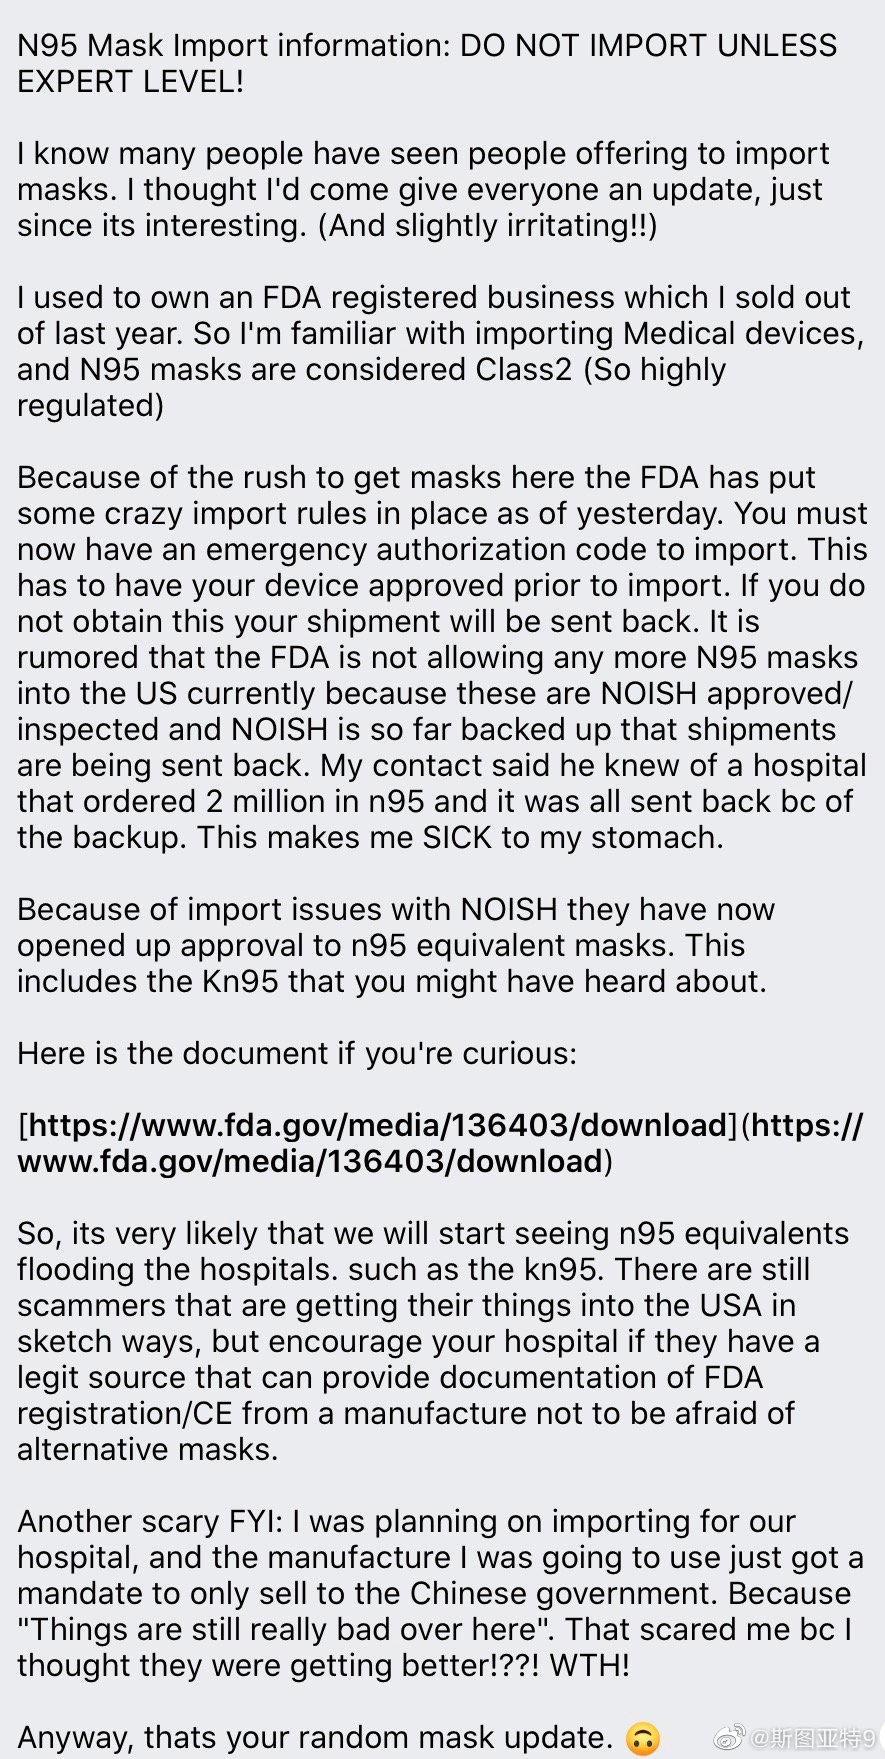 N95 Mask Import information: DO NOT IMPORT UNLESS
EXPERT LEVEL!
I know many people have seen people offering to import
masks. I thought I'd come give everyone an update, just
since its interesting. (And slightly irritating!!)
I used to own an FDA registered business which I sold out
of last year. So I'm familiar with importing Medical devices,
and N95 masks are considered Class2 (So highly
regulated)
Because of the rush to get masks here the FDA has put
some crazy import rules in place as of yesterday. You must
now have an emergency authorization code to import. This
has to have your device approved prior to import. If you do
not obtain this your shipment will be sent back. It is
rumored that the FDA is not allowing any more N95 masks
into the US currently because these are NOISH approved/
inspected and NOISH is so far backed up that shipments
are being sent back. My contact said he knew of a hospital
that ordered 2 million in n95 and it was all sent back bc of
the backup. This makes me SICK to my stomach.
Because of import issues with NOISH they have now
opened up approval to n95 equivalent masks. This
includes the Kn95 that you might have heard about.
Here is the document if you're curious:
[https://www.fda.gov/media/136403/download](https://
www.fda.gov/media/136403/download)
So, its very likely that we will start seeing n95 equivalents
flooding the hospitals. such as the kn95. There are still
scammers that are getting their things into the USA in
sketch ways, but encourage your hospital if they have a
legit source that can provide documentation of FDA
registration/CE from a manufacture not to be afraid of
alternative masks.
Another scary FYI: I was planning on importing for our
hospital, and the manufacture I was going to use just got a
mandate to only sell to the Chinese government. Because
"Things are still really bad over here". That scared me bc I
thought they were getting better!??! WTH!
Anyway, thats your random mask update. 🙃
@斯图亚特9